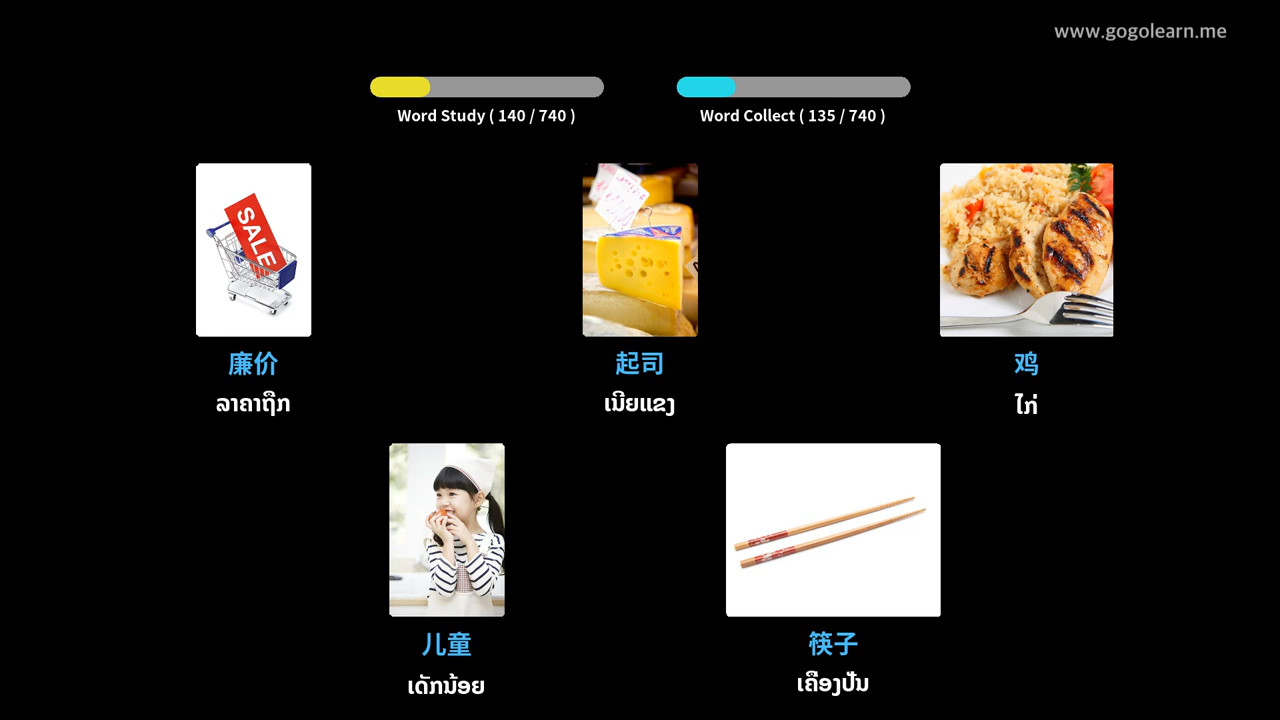 www.gogolearn.me
Word Study ( 140 / 740 )
Word Collect ( 135 / 740 )
SALE
廉价
ລາຄາຖືກ
起司
ເນີຍແຂງ
鸡
ໄກ່
儿童
ເດັກນ້ອຍ
筷子
ເຄື່ອງປັ່ນ